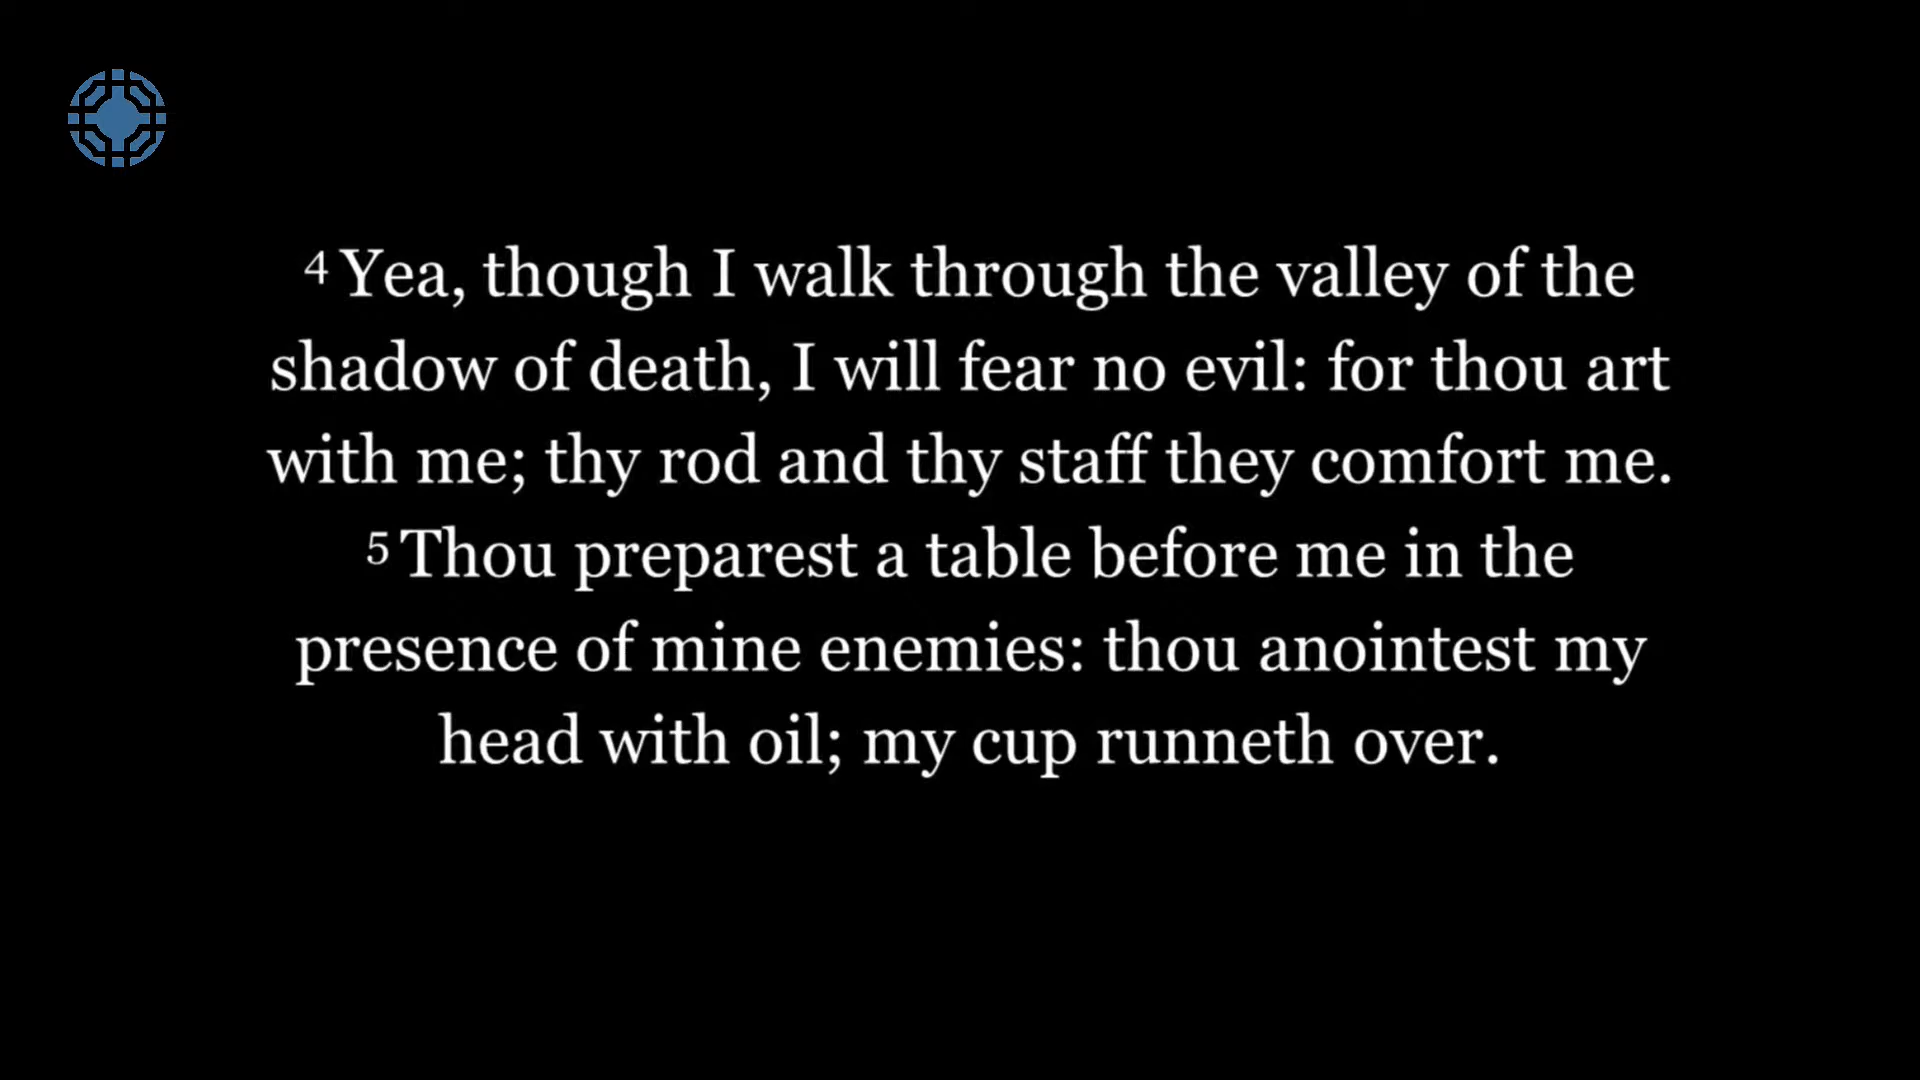 4 Yea, though I walk through the valley of the
shadow of death, I will fear no evil: for thou art
with me; thy rod and thy staff they comfort me.
5 Thou preparest a table before me in the
presence of mine enemies: thou anointest my
head with oil; my cup runneth over.